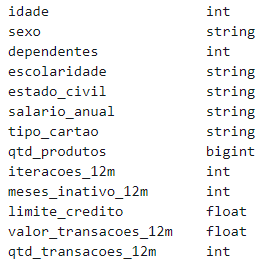 idade int
sexo string
dependentes int
escolaridade string
estado_civil string
salario_anual string
tipo_cartao string
qtd_produtos bigint
iteracoes_12m int
meses_inativo_12m int
limite_credito float
valor_transacoes_12m float
qtd_transacoes_12m int